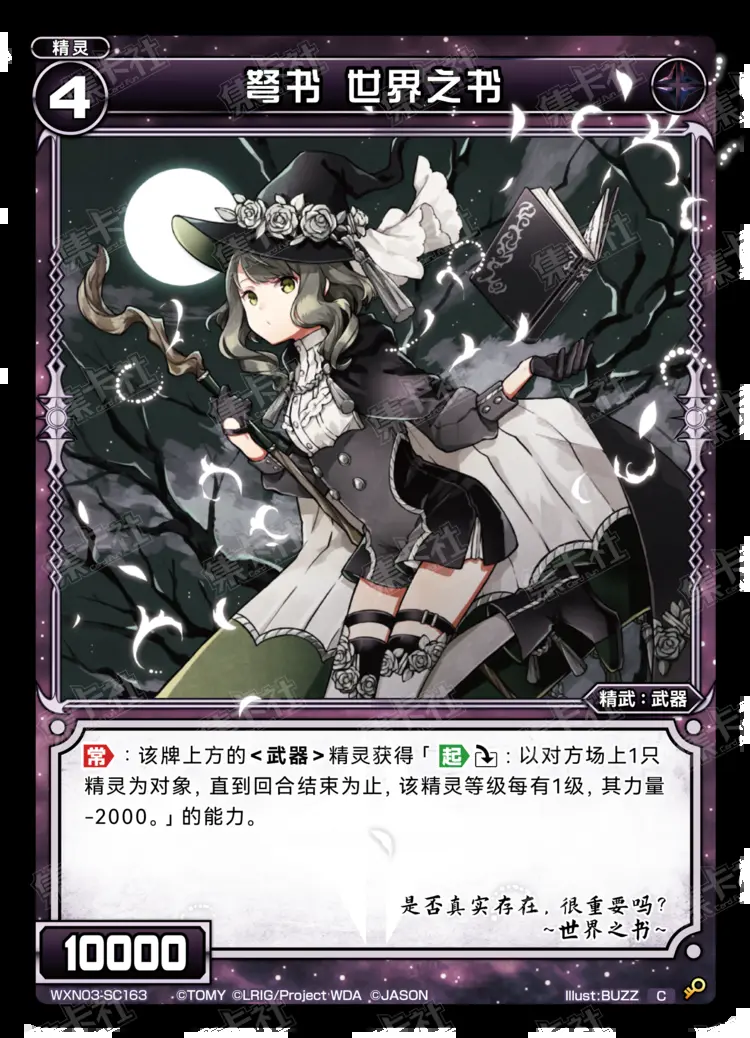 精灵
4
弩书 世界之书
精武：武器
常：该牌上方的<武器>精灵获得「起：以对方场上1只
精灵为对象，直到回合结束为止，该精灵等级每有1级，其力量
-2000。」的能力。
是否真实存在，很重要吗？
~世界之书~
10000
WXN03-SC163 ©TOMY ©LRIG/Project WDA ©JASON Illust:BUZZ C
集卡社